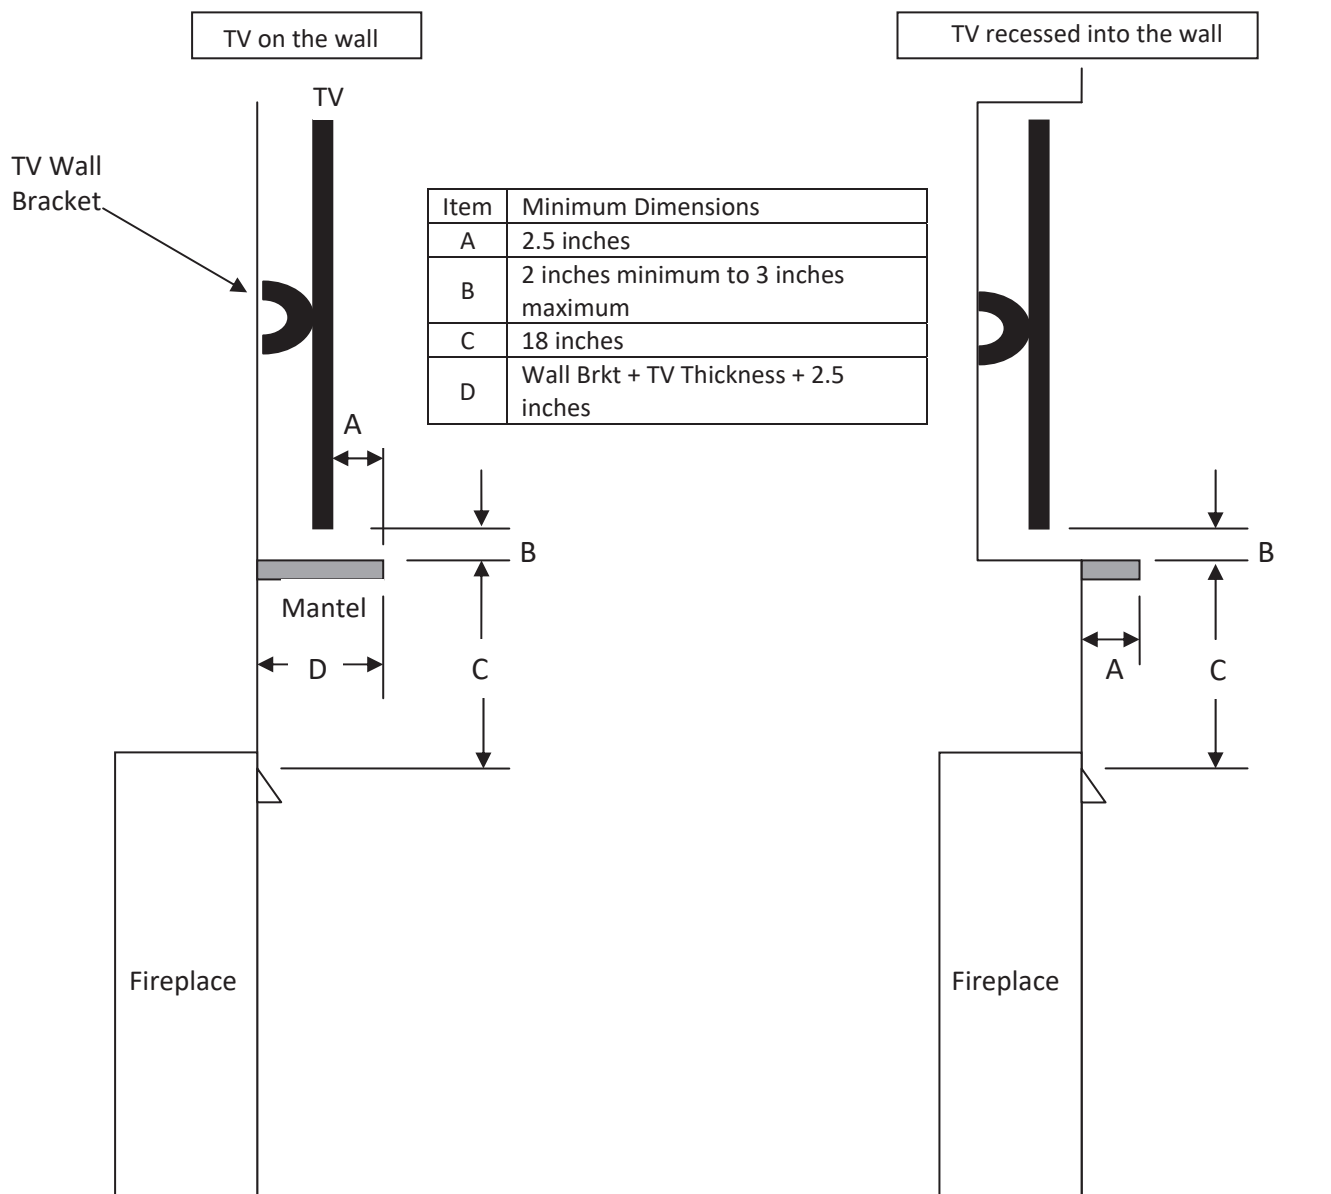 TV on the wall
TV recessed into the wall
TV
TV Wall
Bracket
Item Minimum Dimensions
A 2.5 inches
B 2 inches minimum to 3 inches
maximum
C 18 inches
D Wall Brkt + TV Thickness + 2.5
inches
A
B
Mantel
D
C
Fireplace
B
A
C
Fireplace